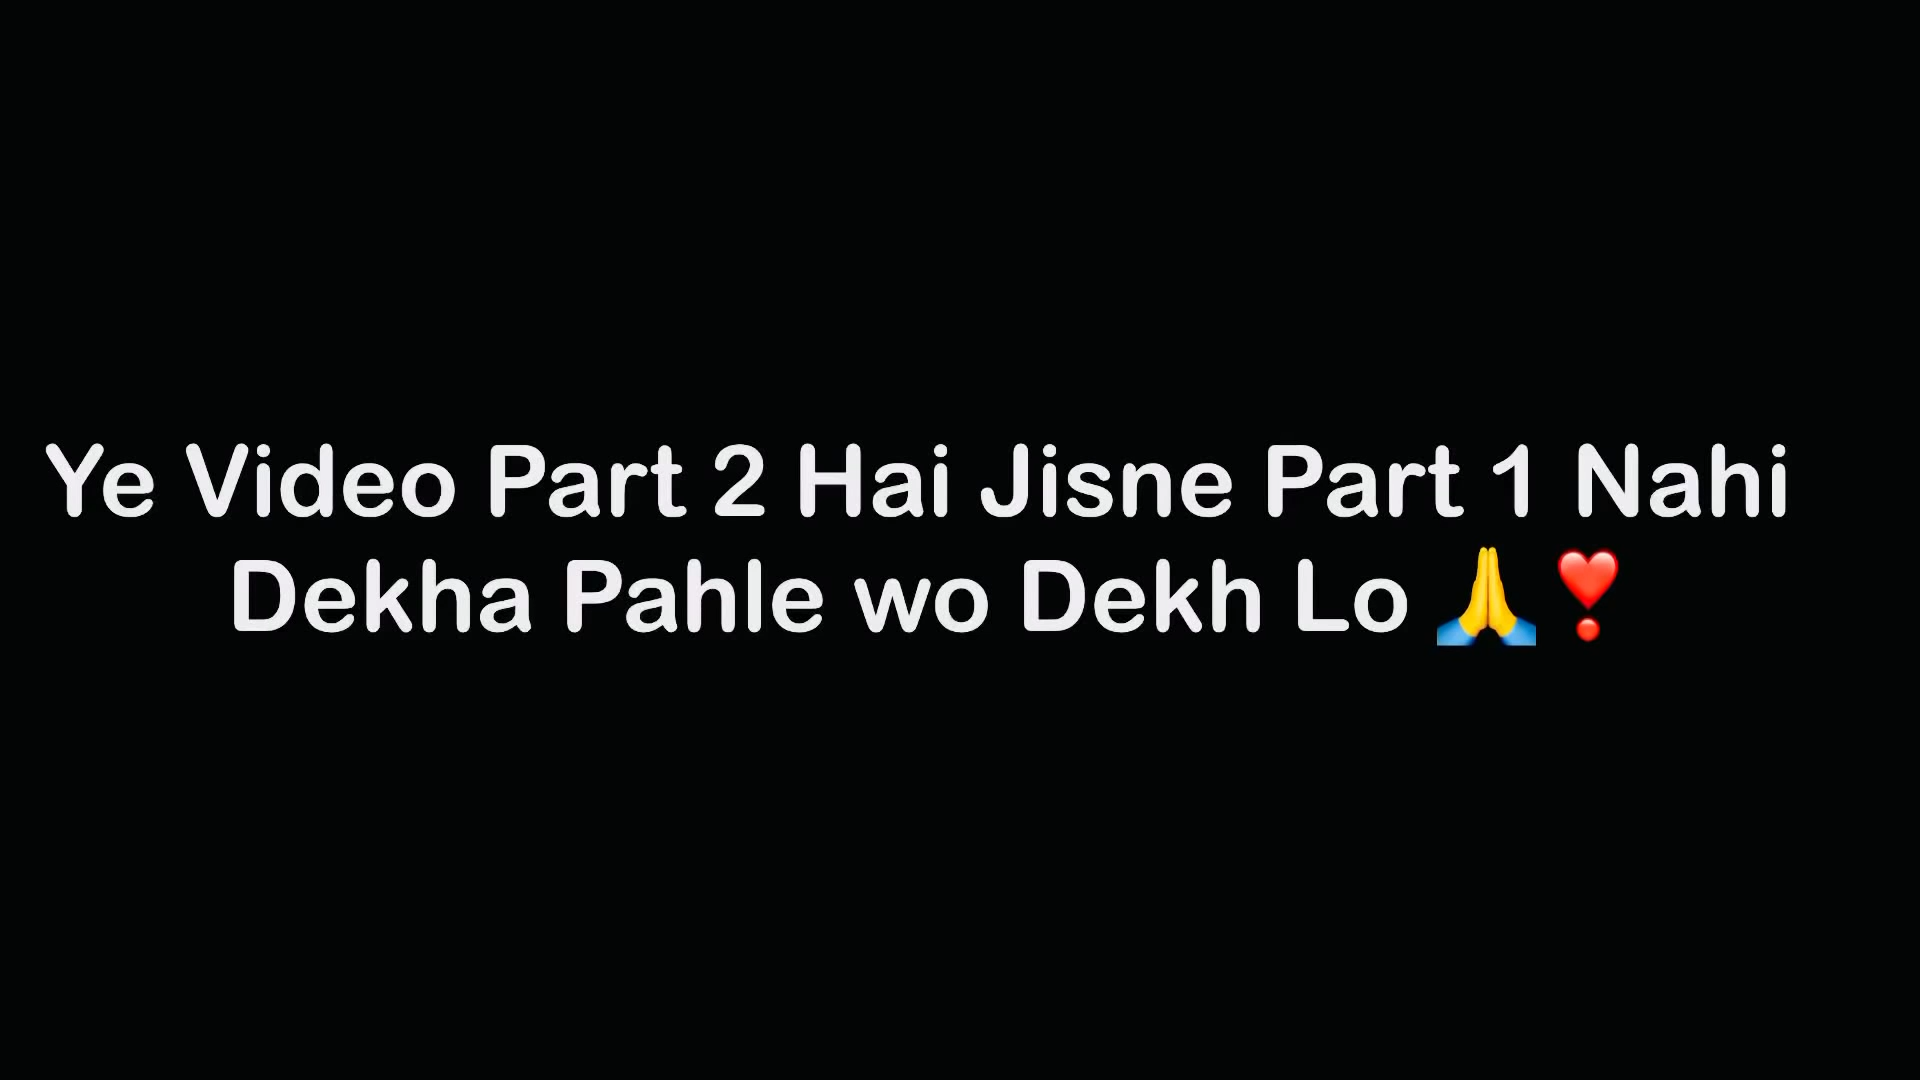 Ye Video Part 2 Hai Jisne Part 1 Nahi
Dekha Pahle wo Dekh Lo 🙏❣️